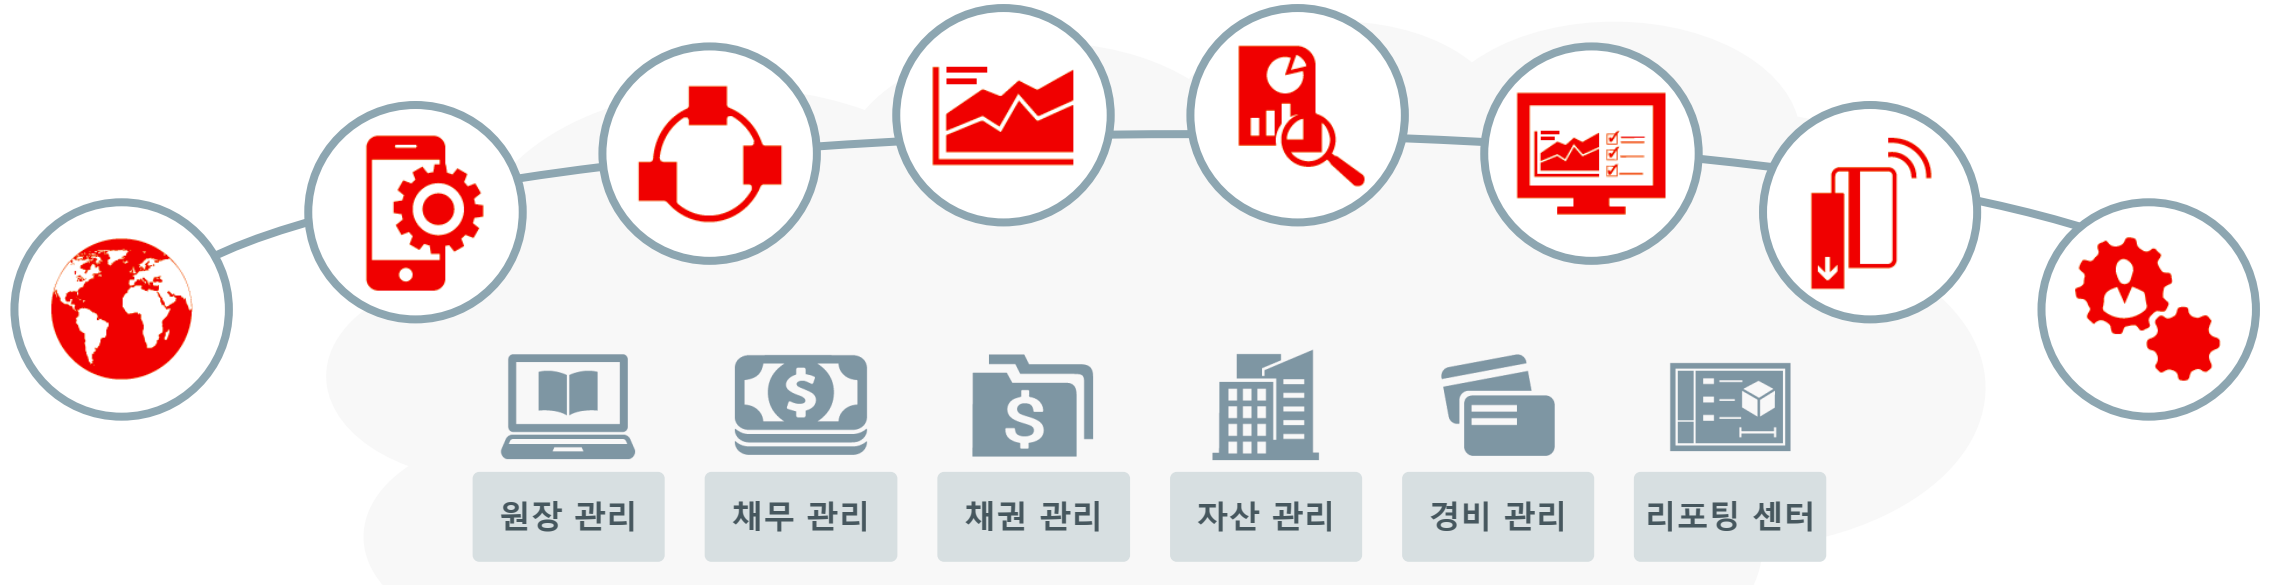 원장 관리
채무 관리
채권 관리
자산 관리
경비 관리
리포팅 센터